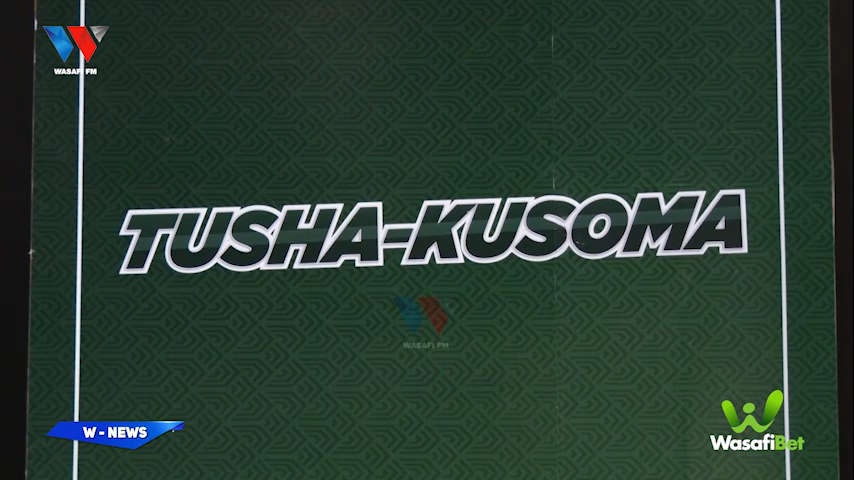 WASAFI FM
TUSHA-KUSOMA
WASAFI FM
W - NEWS
WasafiBet